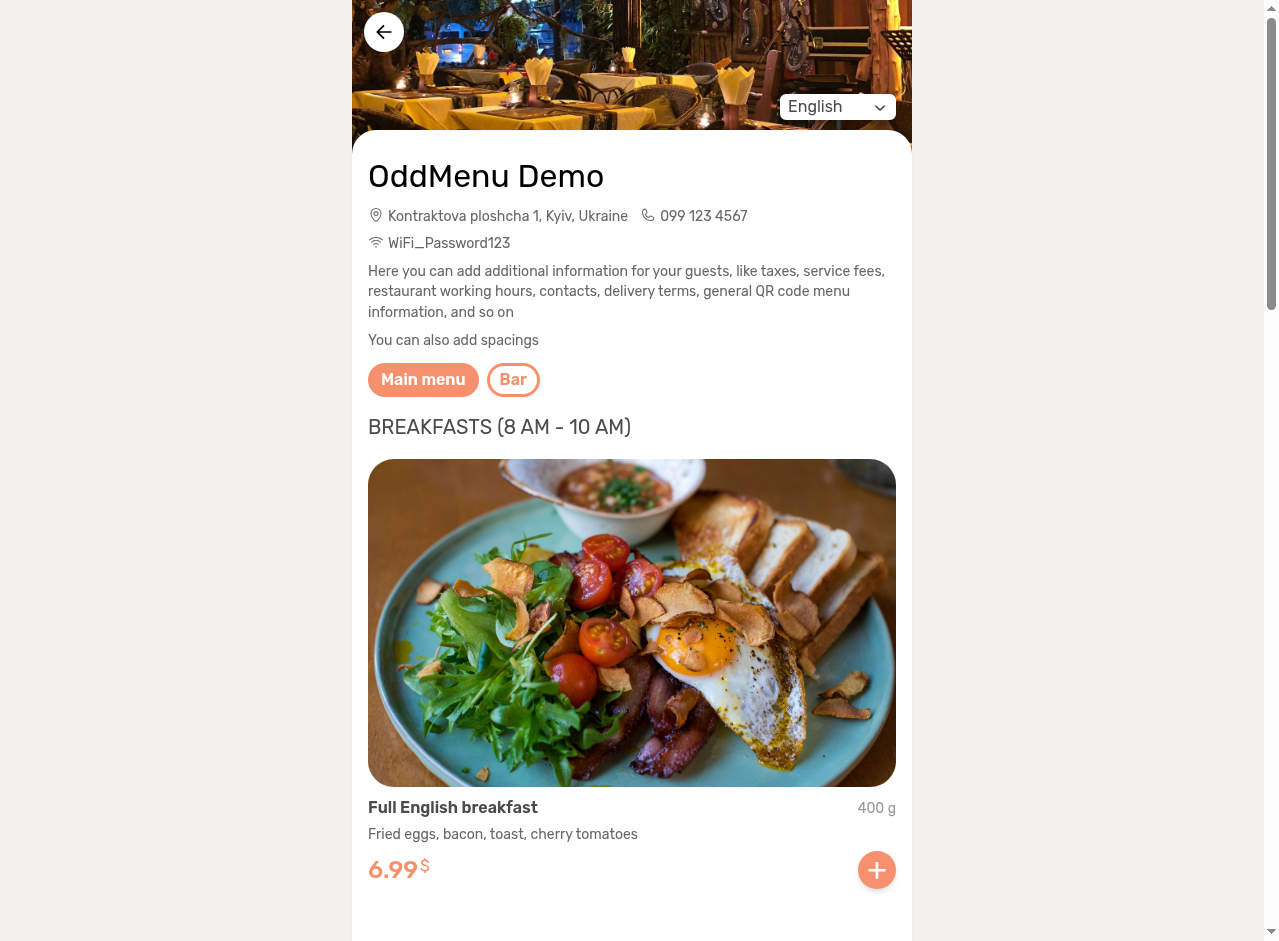 English
OddMenu Demo
Kontraktova ploshcha 1, Kyiv, Ukraine 099 123 4567
WiFi_Password123
Here you can add additional information for your guests, like taxes, service fees,
restaurant working hours, contacts, delivery terms, general QR code menu
information, and so on
You can also add spacings
Main menu Bar
BREAKFASTS (8 AM - 10 AM)
Full English breakfast 400 g
Fried eggs, bacon, toast, cherry tomatoes
6.99 $